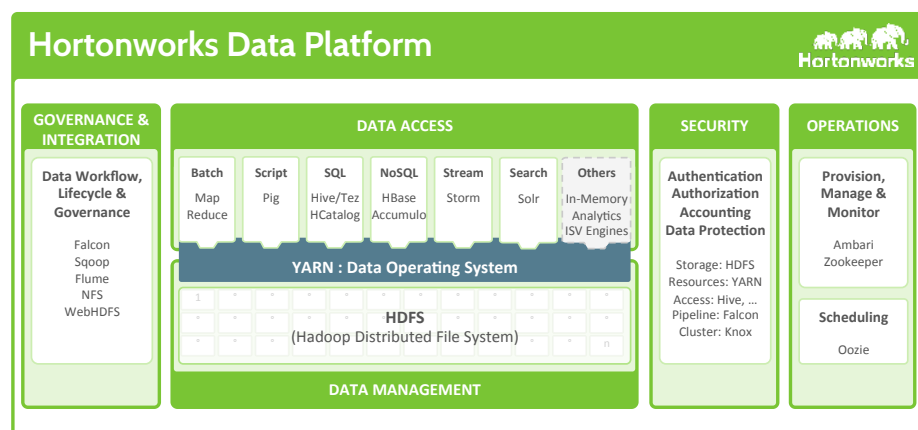 Hortonworks Data Platform
Hortonworks
GOVERNANCE &
INTEGRATION
Data Workflow,
Lifecycle &
Governance
Falcon
Sqoop
Flume
NFS
WebHDFS
DATA ACCESS
Batch
Map
Reduce
Script
Pig
SQL
Hive/Tez
HCatalog
NoSQL
HBase
Accumulo
Stream
Storm
Search
Solr
Others
In-Memory
Analytics
ISV Engines
YARN : Data Operating System
1
HDFS
(Hadoop Distributed File System)
n
DATA MANAGEMENT
SECURITY
Authentication
Authorization
Accounting
Data Protection
Storage: HDFS
Resources: YARN
Access: Hive, ...
Pipeline: Falcon
Cluster: Knox
OPERATIONS
Provision,
Manage &
Monitor
Ambari
Zookeeper
Scheduling
Oozie